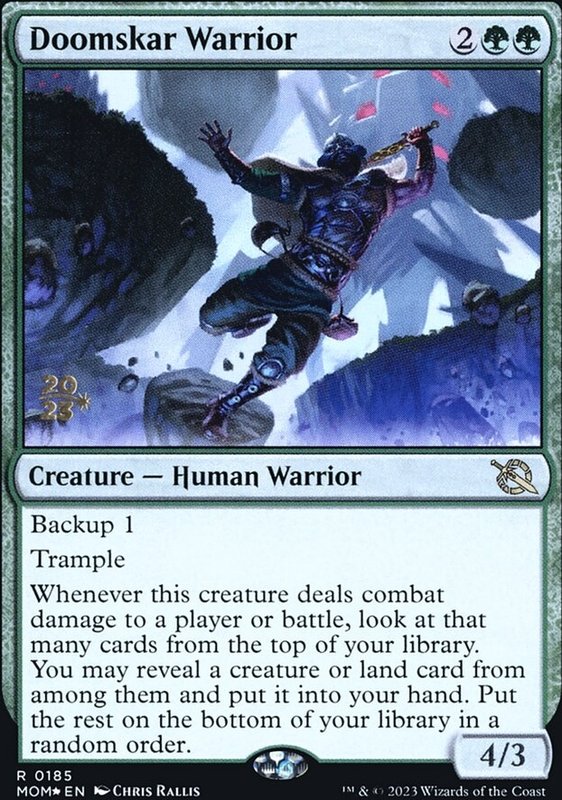 Doomskar Warrior 2
20
23
Creature — Human Warrior
Backup 1
Trample
Whenever this creature deals combat
damage to a player or battle, look at that
many cards from the top of your library.
You may reveal a creature or land card from
among them and put it into your hand. Put
the rest on the bottom of your library in a
random order.
4/3
R 0185
MOM★EN Chris Rallis
™ & © 2023 Wizards of the Coast